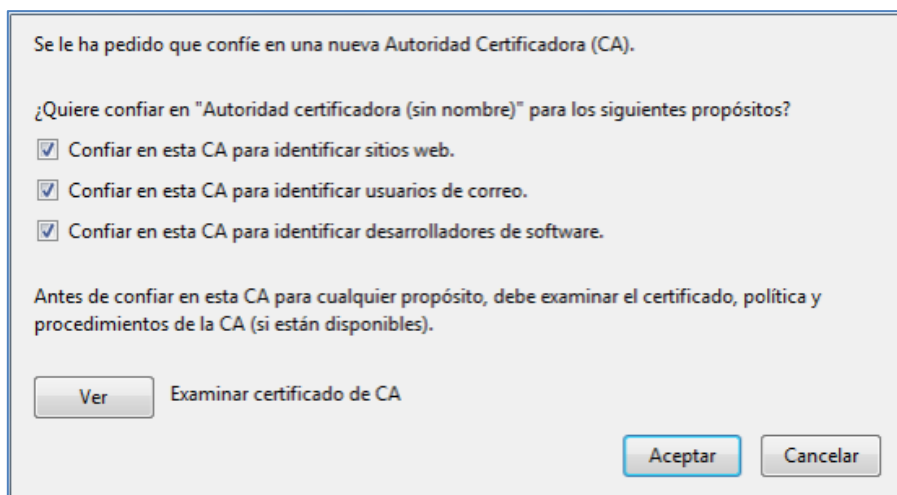 Se le ha pedido que confíe en una nueva Autoridad Certificadora (CA).
¿Quiere confiar en "Autoridad certificadora (sin nombre)" para los siguientes propósitos?
Confiar en esta CA para identificar sitios web.
Confiar en esta CA para identificar usuarios de correo.
Confiar en esta CA para identificar desarrolladores de software.
Antes de confiar en esta CA para cualquier propósito, debe examinar el certificado, política y
procedimientos de la CA (si están disponibles).
Ver Examinar certificado de CA
Aceptar Cancelar